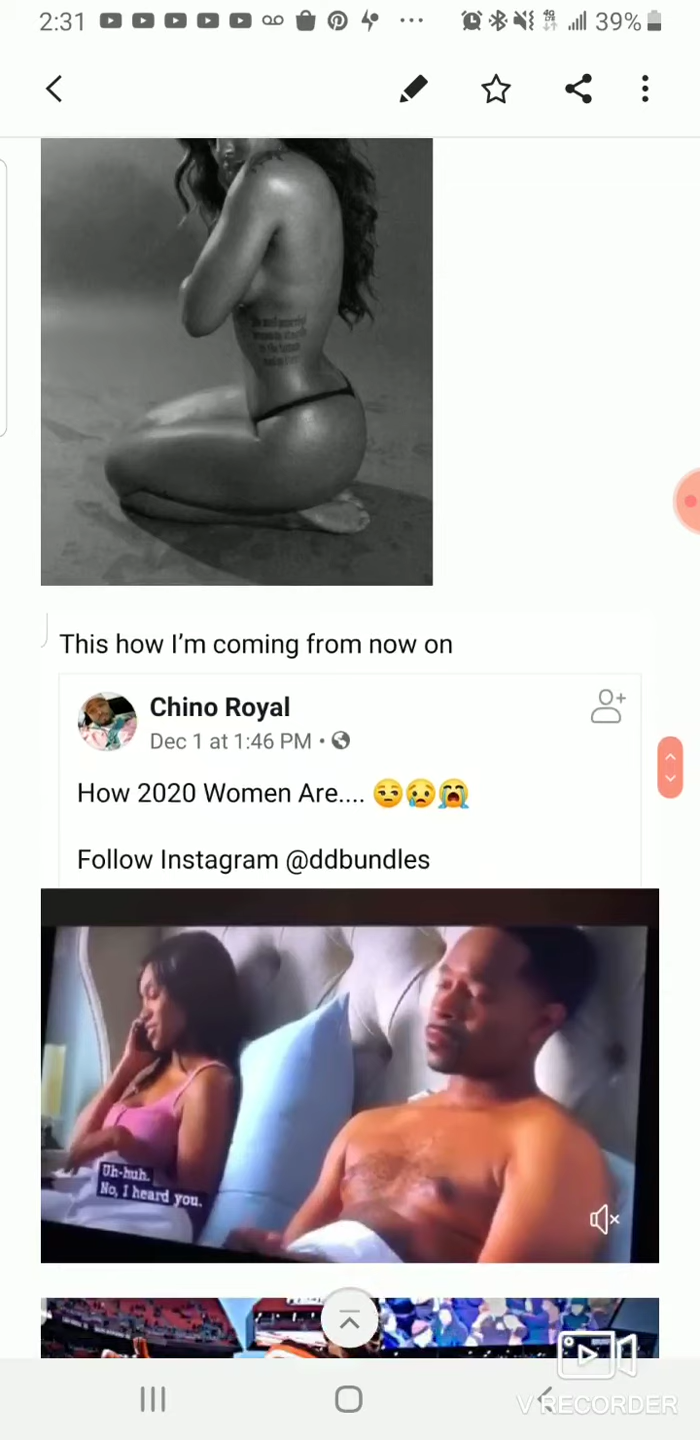 2:31
39%
This how I'm coming from now on
Chino Royal
Dec 1 at 1:46 PM
How 2020 Women Are.... 😒😢😭
Follow Instagram @ddbundles
Uh-huh.
No, I heard you.
V RECORDER